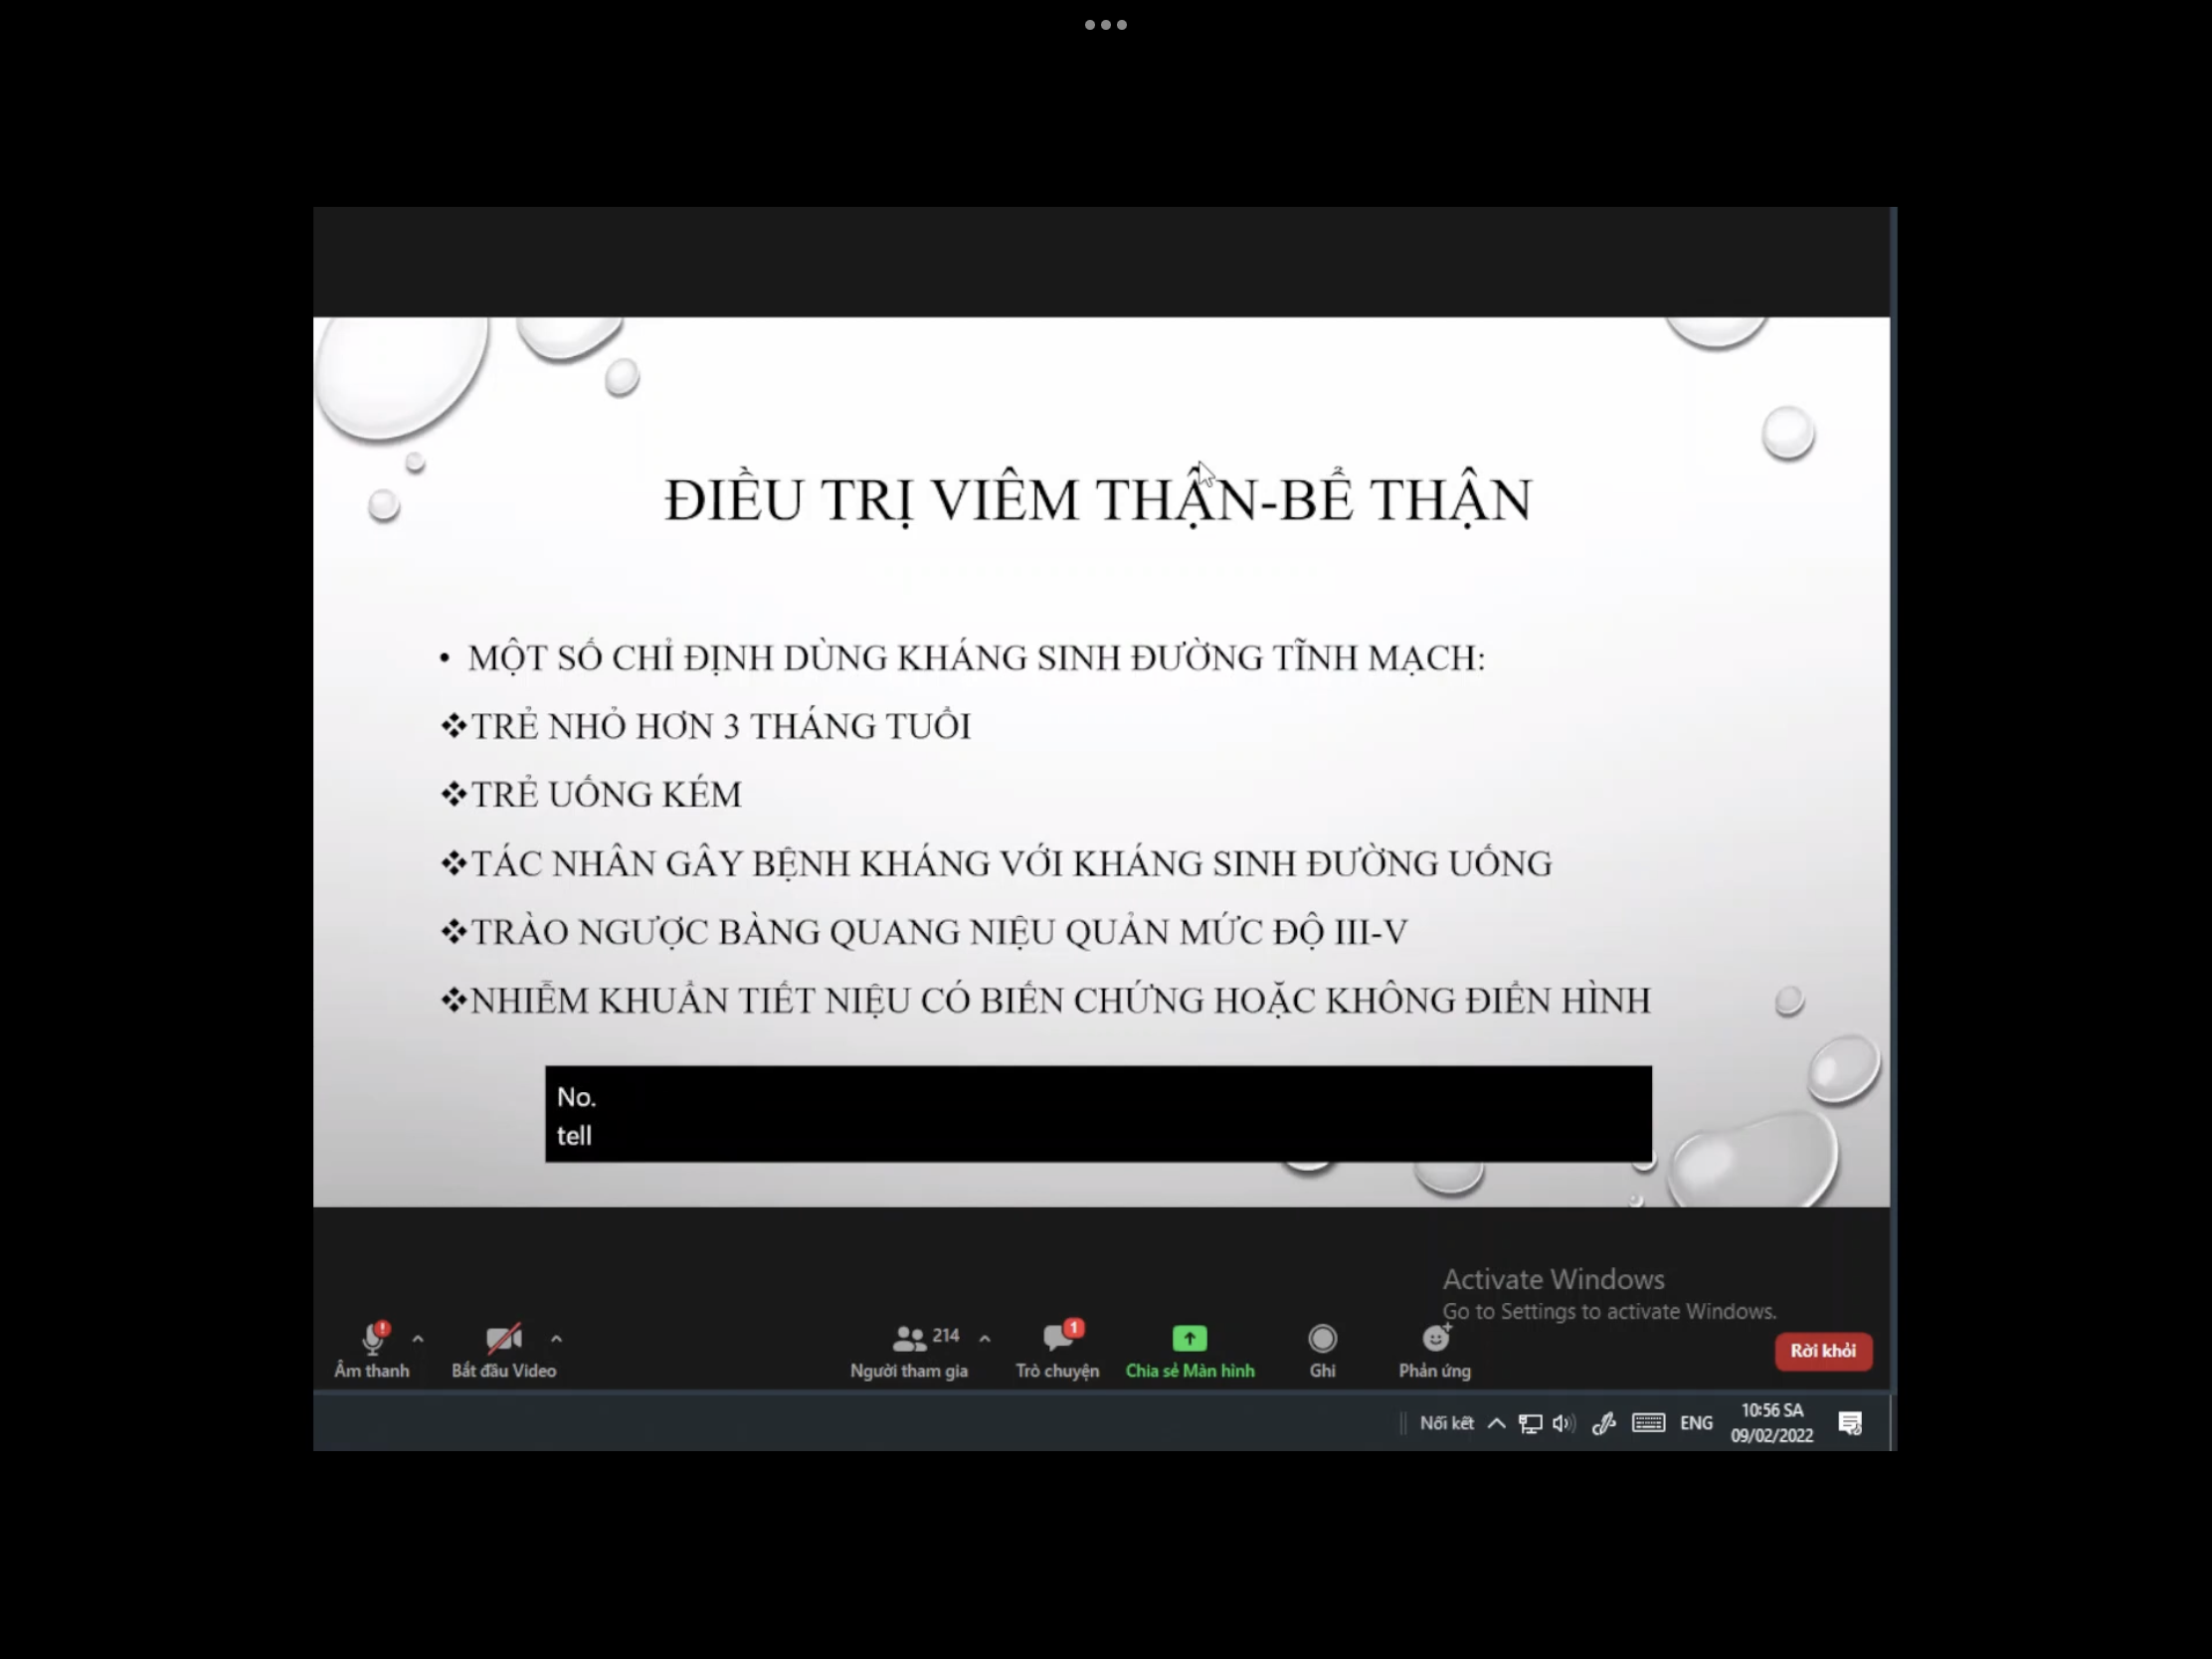 ĐIỀU TRỊ VIÊM THẬN-BỂ THẬN
• MỘT SỐ CHỈ ĐỊNH DÙNG KHÁNG SINH ĐƯỜNG TĨNH MẠCH:
❖TRẺ NHỎ HƠN 3 THÁNG TUỔI
❖TRẺ UỐNG KÉM
❖TÁC NHÂN GÂY BỆNH KHÁNG VỚI KHÁNG SINH ĐƯỜNG UỐNG
❖TRÀO NGƯỢC BÀNG QUANG NIỆU QUẢN MỨC ĐỘ III-V
❖NHIỄM KHUẨN TIẾT NIỆU CÓ BIẾN CHỨNG HOẶC KHÔNG ĐIỂN HÌNH
No.
tell
Activate Windows
Go to Settings to activate Windows.
214
1
Âm thanh
Bắt đầu Video
Người tham gia
Trò chuyện
Chia sẻ Màn hình
Ghi
Phản ứng
Rời khỏi
Nối kết
ENG
10:56 SA
09/02/2022